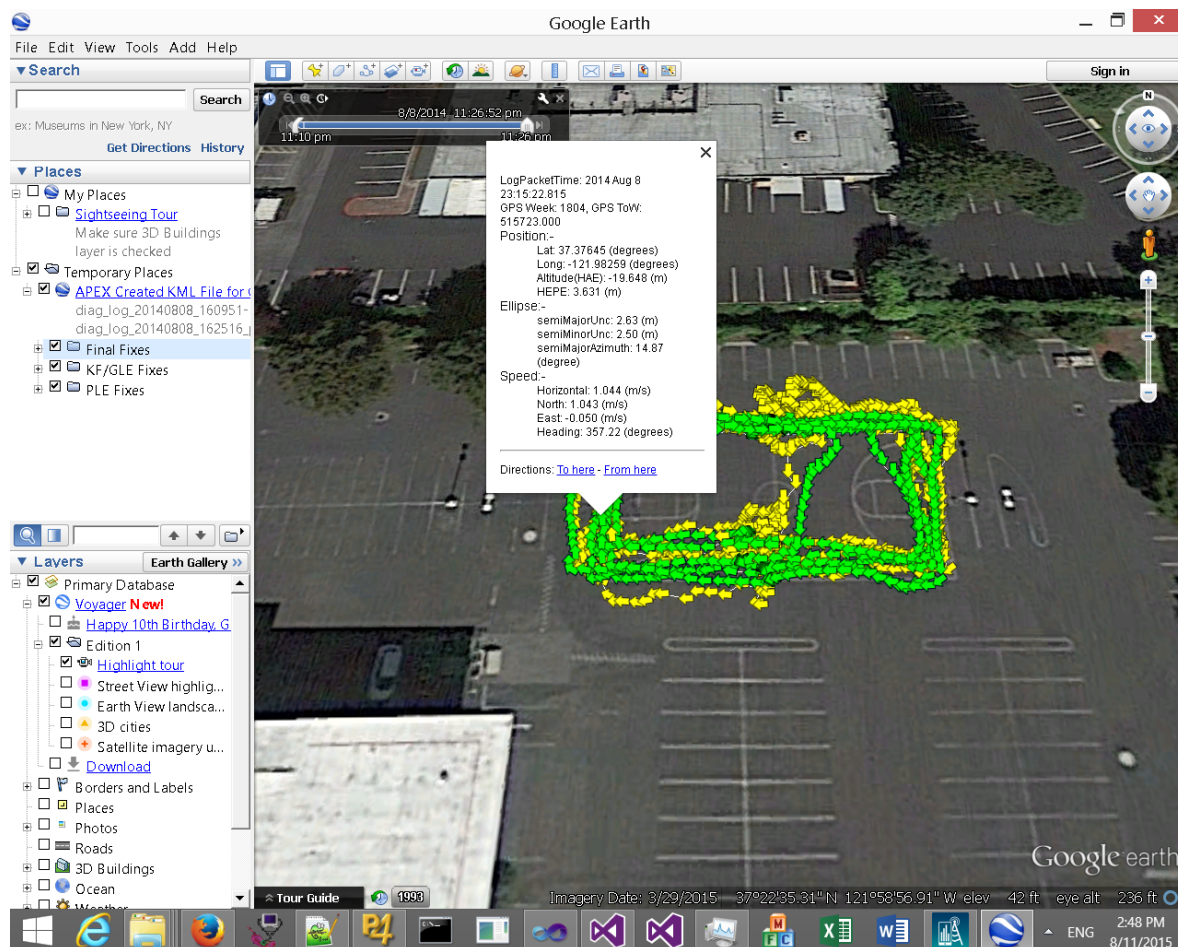 Google Earth
File Edit View Tools Add Help
▼ Search
Search
ex: Museums in New York, NY
Get Directions History
▼ Places
My Places
Sightseeing Tour
Make sure 3D Buildings
layer is checked
Temporary Places
APEX Created KML File for
diag_log_20140808_160951-
diag_log_20140808_162516_
Final Fixes
KF/GLE Fixes
PLE Fixes
▼ Layers
Earth Gallery »
Primary Database
Voyager New!
Happy 10th Birthday, G
Edition 1
Highlight tour
Street View highlig...
Earth View landsca...
3D cities
Satellite imagery u...
Download
Borders and Labels
Places
Photos
Roads
3D Buildings
Ocean
Weather
Sign in
8/8/2014 11:26:52 pm
11:10 pm
11:26 pm
N
LogPacketTime: 2014 Aug 8
23:15:22.815
GPS Week: 1804, GPS ToW:
515723.000
Position:-
Lat: 37.37645 (degrees)
Long: -121.98259 (degrees)
Altitude(HAE): -19.648 (m)
HEPE: 3.631 (m)
Ellipse:-
semiMajorUnc: 2.63 (m)
semiMinorUnc: 2.50 (m)
semiMajorAzimuth: 14.87
(degree)
Speed:-
Horizontal: 1.044 (m/s)
North: 1.043 (m/s)
East: -0.050 (m/s)
Heading: 357.22 (degrees)
Directions: To here - From here
Google earth
Tour Guide
1993
Imagery Date: 3/29/2015 37°22'35.31" N 121°58'56.91" W elev 42 ft eye alt 236 ft
P4
MFC
ENG
2:48 PM
8/11/2015